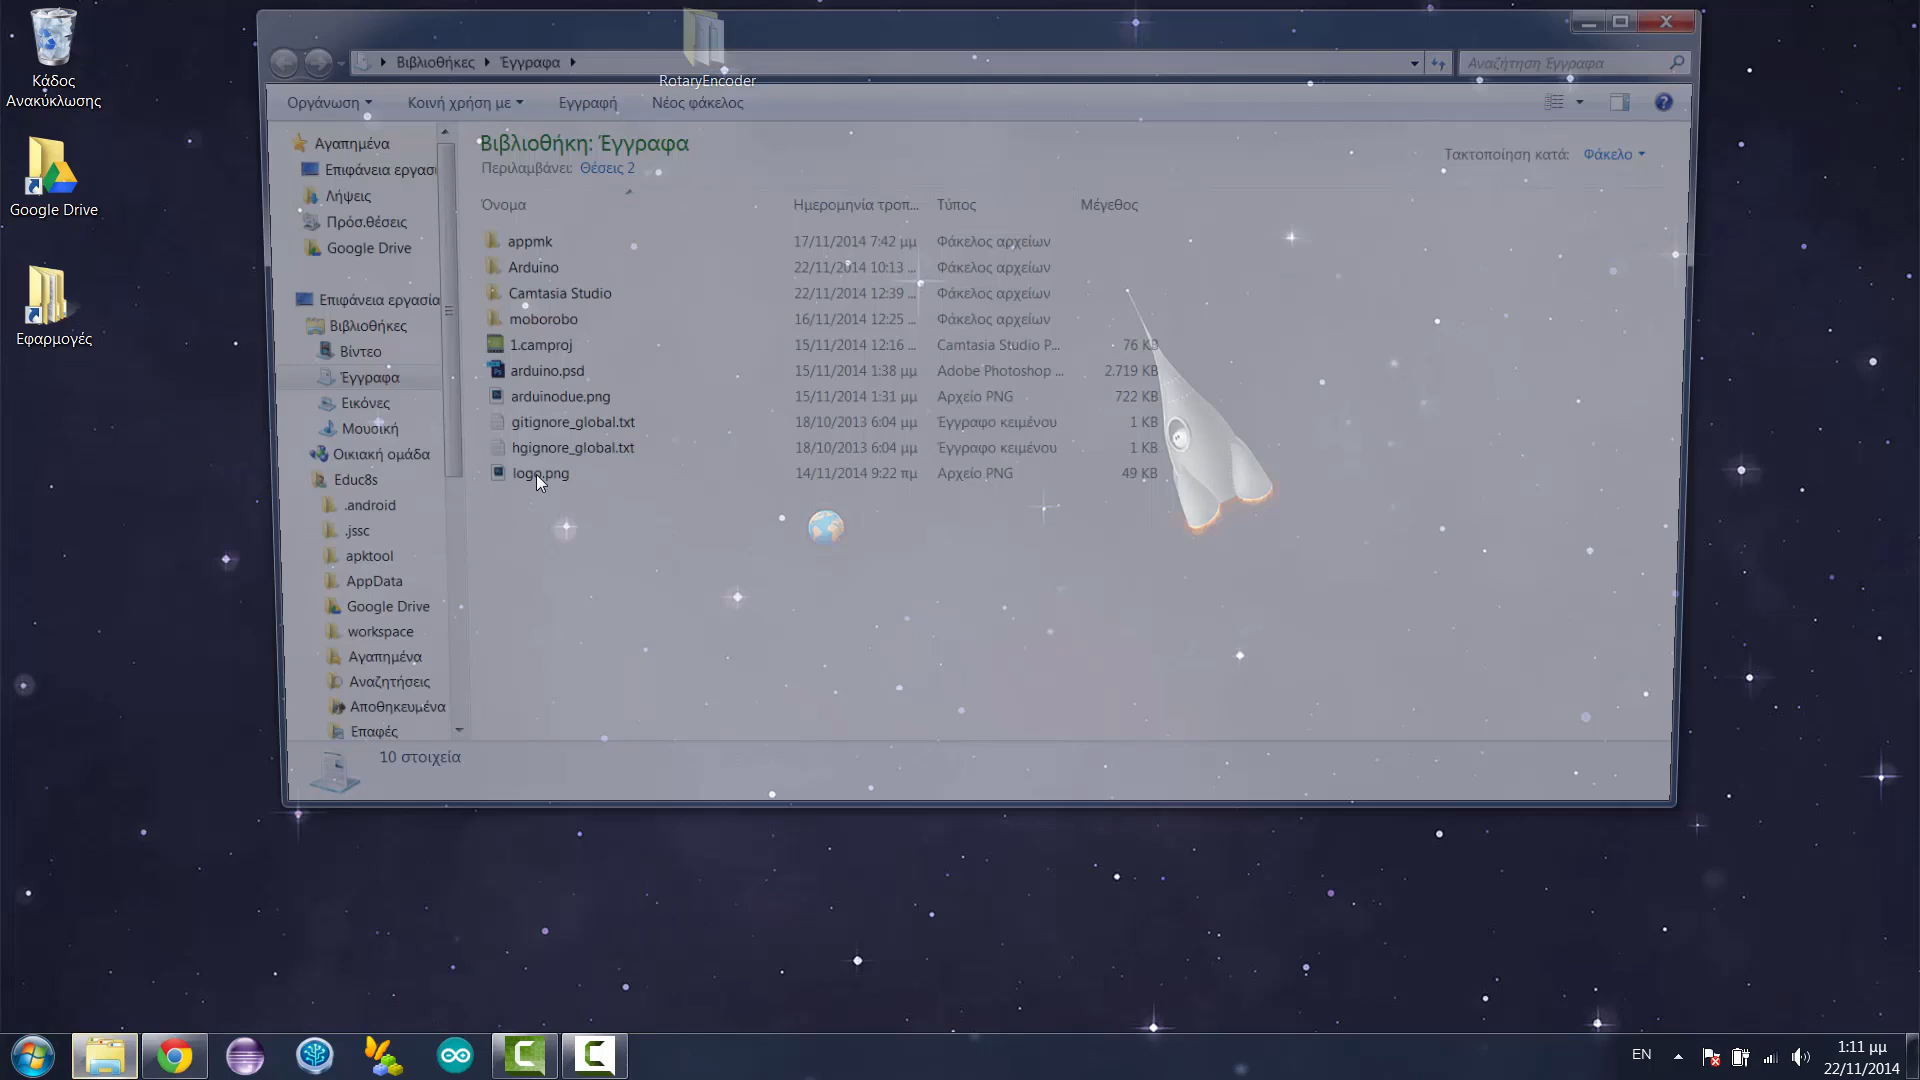 Κάδος
Ανακύκλωσης
Google Drive
Εφαρμογές
RotaryEncoder
Βιβλιοθήκες
Έγγραφα
Αναζήτηση Έγγραφα
Οργάνωση
Κοινή χρήση με
Εγγραφή
Νέος φάκελος
Αγαπημένα
Επιφάνεια εργασί
Λήψεις
Πρόσ.θέσεις
Google Drive
Επιφάνεια εργασία
Βιβλιοθήκες
Βίντεο
Έγγραφα
Εικόνες
Μουσική
Οικιακή ομάδα
Educ8s
.android
.jssc
apktool
AppData
Google Drive
workspace
Αγαπημένα
Αναζητήσεις
Αποθηκευμένα
Επαφές
Βιβλιοθήκη: Έγγραφα
Περιλαμβάνει: Θέσεις 2
Τακτοποίηση κατά: Φάκελο
Όνομα Ημερομηνία τροπ... Τύπος Μέγεθος
appmk 17/11/2014 7:42 μμ Φάκελος αρχείων
Arduino 22/11/2014 10:13 ... Φάκελος αρχείων
Camtasia Studio 22/11/2014 12:39 ... Φάκελος αρχείων
moborobo 16/11/2014 12:25 ... Φάκελος αρχείων
1.camproj 15/11/2014 12:16 ... Camtasia Studio P... 76 KB
arduino.psd 15/11/2014 1:38 μμ Adobe Photoshop ... 2.719 KB
arduinodue.png 15/11/2014 1:31 μμ Αρχείο PNG 722 KB
gitignore_global.txt 18/10/2013 6:04 μμ Έγγραφο κειμένου 1 KB
hgignore_global.txt 18/10/2013 6:04 μμ Έγγραφο κειμένου 1 KB
logo.png 14/11/2014 9:22 πμ Αρχείο PNG 49 KB
10 στοιχεία
EN
1:11 μμ
22/11/2014